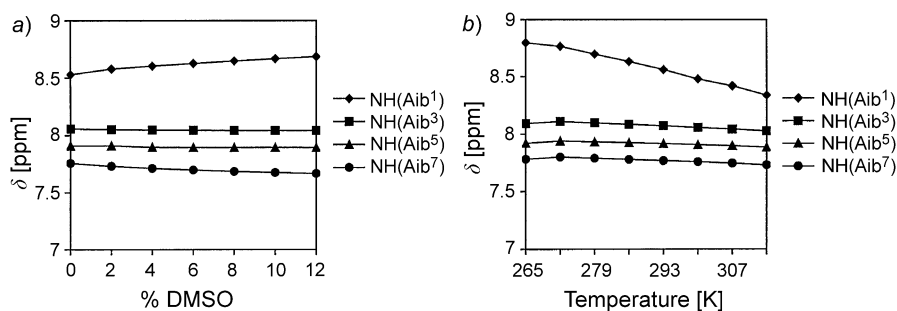 a)
9
8.5
8
7.5
7
δ [ppm]
0 2 4 6 8 10 12
% DMSO
NH(Aib¹)
NH(Aib³)
NH(Aib⁵)
NH(Aib⁷)
b)
9
8.5
8
7.5
7
δ [ppm]
265 279 293 307
Temperature [K]
NH(Aib¹)
NH(Aib³)
NH(Aib⁵)
NH(Aib⁷)